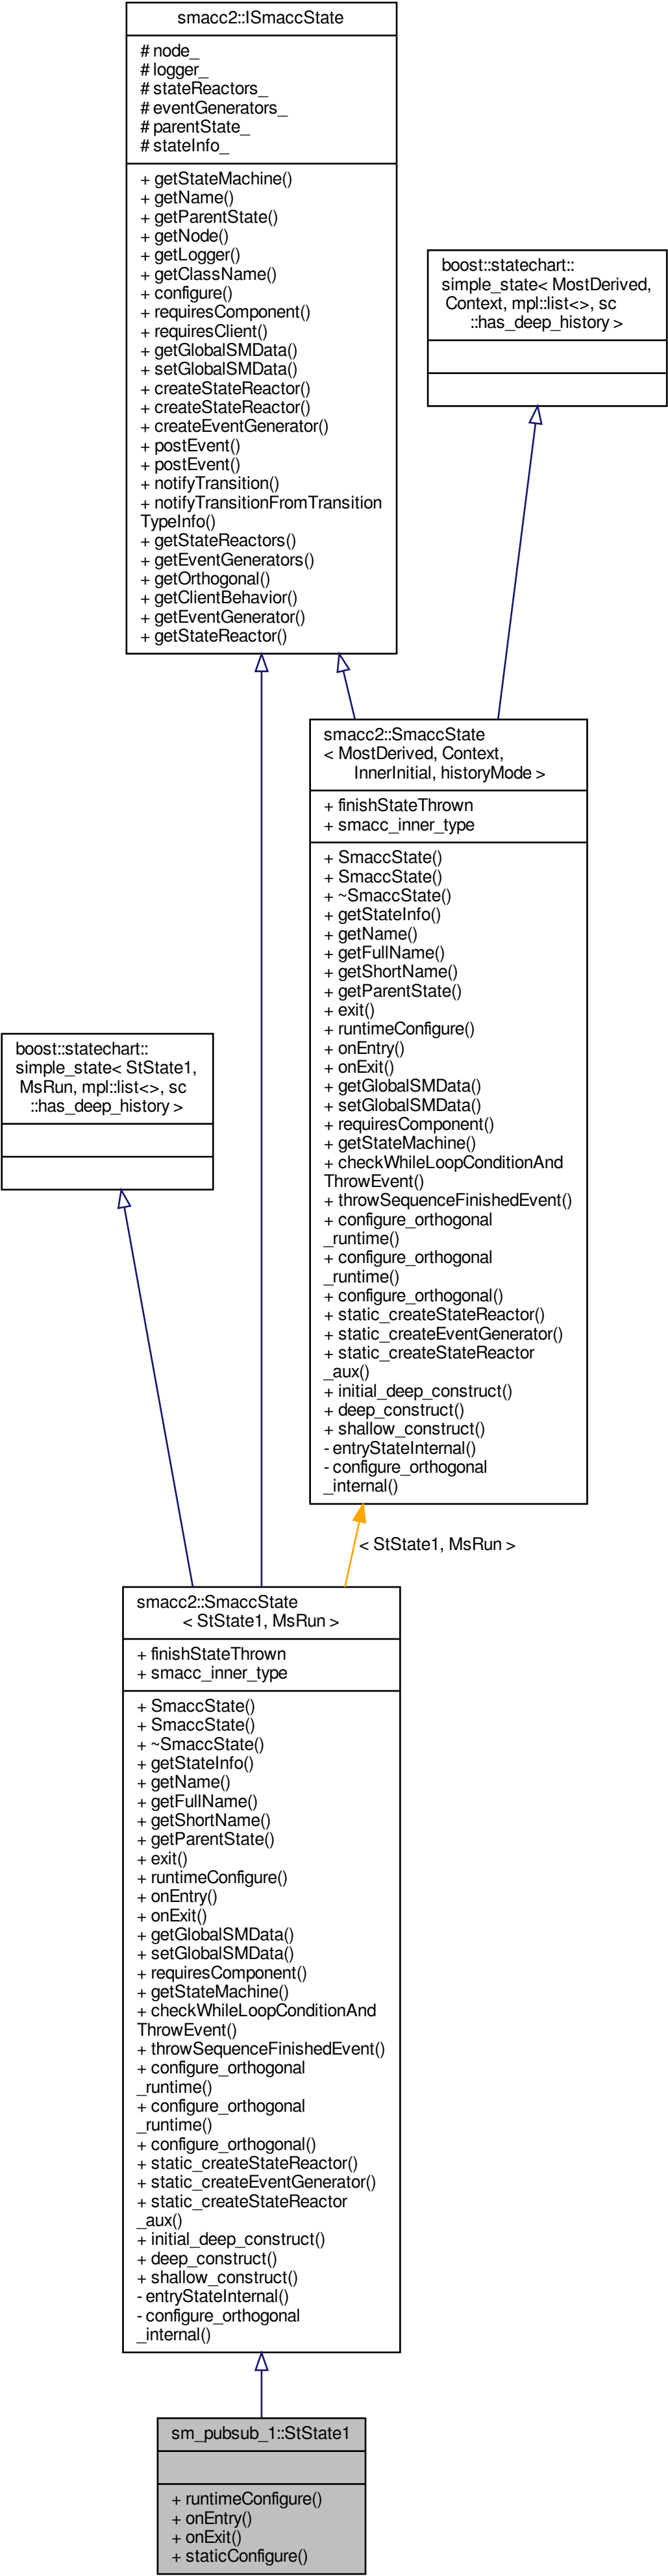 smacc2::ISmaccState
# node_
# logger_
# stateReactors_
# eventGenerators_
# parentState_
# stateInfo_
+ getStateMachine()
+ getName()
+ getParentState()
+ getNode()
+ getLogger()
+ getClassName()
+ configure()
+ requiresComponent()
+ requiresClient()
+ getGlobalSMData()
+ setGlobalSMData()
+ createStateReactor()
+ createStateReactor()
+ createEventGenerator()
+ postEvent()
+ postEvent()
+ notifyTransition()
+ notifyTransitionFromTransition
TypeInfo()
+ getStateReactors()
+ getEventGenerators()
+ getOrthogonal()
+ getClientBehavior()
+ getEventGenerator()
+ getStateReactor()
boost::statechart::
simple_state< MostDerived,
Context, mpl::list<>, sc
::has_deep_history >
smacc2::SmaccState
< MostDerived, Context,
InnerInitial, historyMode >
+ finishStateThrown
+ smacc_inner_type
+ SmaccState()
+ SmaccState()
+ ~SmaccState()
+ getStateInfo()
+ getName()
+ getFullName()
+ getShortName()
+ getParentState()
+ exit()
+ runtimeConfigure()
+ onEntry()
+ onExit()
+ getGlobalSMData()
+ setGlobalSMData()
+ requiresComponent()
+ getStateMachine()
+ checkWhileLoopConditionAnd
ThrowEvent()
+ throwSequenceFinishedEvent()
+ configure_orthogonal
_runtime()
+ configure_orthogonal
_runtime()
+ configure_orthogonal()
+ static_createStateReactor()
+ static_createEventGenerator()
+ static_createStateReactor
_aux()
+ initial_deep_construct()
+ deep_construct()
+ shallow_construct()
- entryStateInternal()
- configure_orthogonal
_internal()
boost::statechart::
simple_state< StState1,
MsRun, mpl::list<>, sc
::has_deep_history >
< StState1, MsRun >
smacc2::SmaccState
< StState1, MsRun >
+ finishStateThrown
+ smacc_inner_type
+ SmaccState()
+ SmaccState()
+ ~SmaccState()
+ getStateInfo()
+ getName()
+ getFullName()
+ getShortName()
+ getParentState()
+ exit()
+ runtimeConfigure()
+ onEntry()
+ onExit()
+ getGlobalSMData()
+ setGlobalSMData()
+ requiresComponent()
+ getStateMachine()
+ checkWhileLoopConditionAnd
ThrowEvent()
+ throwSequenceFinishedEvent()
+ configure_orthogonal
_runtime()
+ configure_orthogonal
_runtime()
+ configure_orthogonal()
+ static_createStateReactor()
+ static_createEventGenerator()
+ static_createStateReactor
_aux()
+ initial_deep_construct()
+ deep_construct()
+ shallow_construct()
- entryStateInternal()
- configure_orthogonal
_internal()
sm_pubsub_1::StState1
+ runtimeConfigure()
+ onEntry()
+ onExit()
+ staticConfigure()